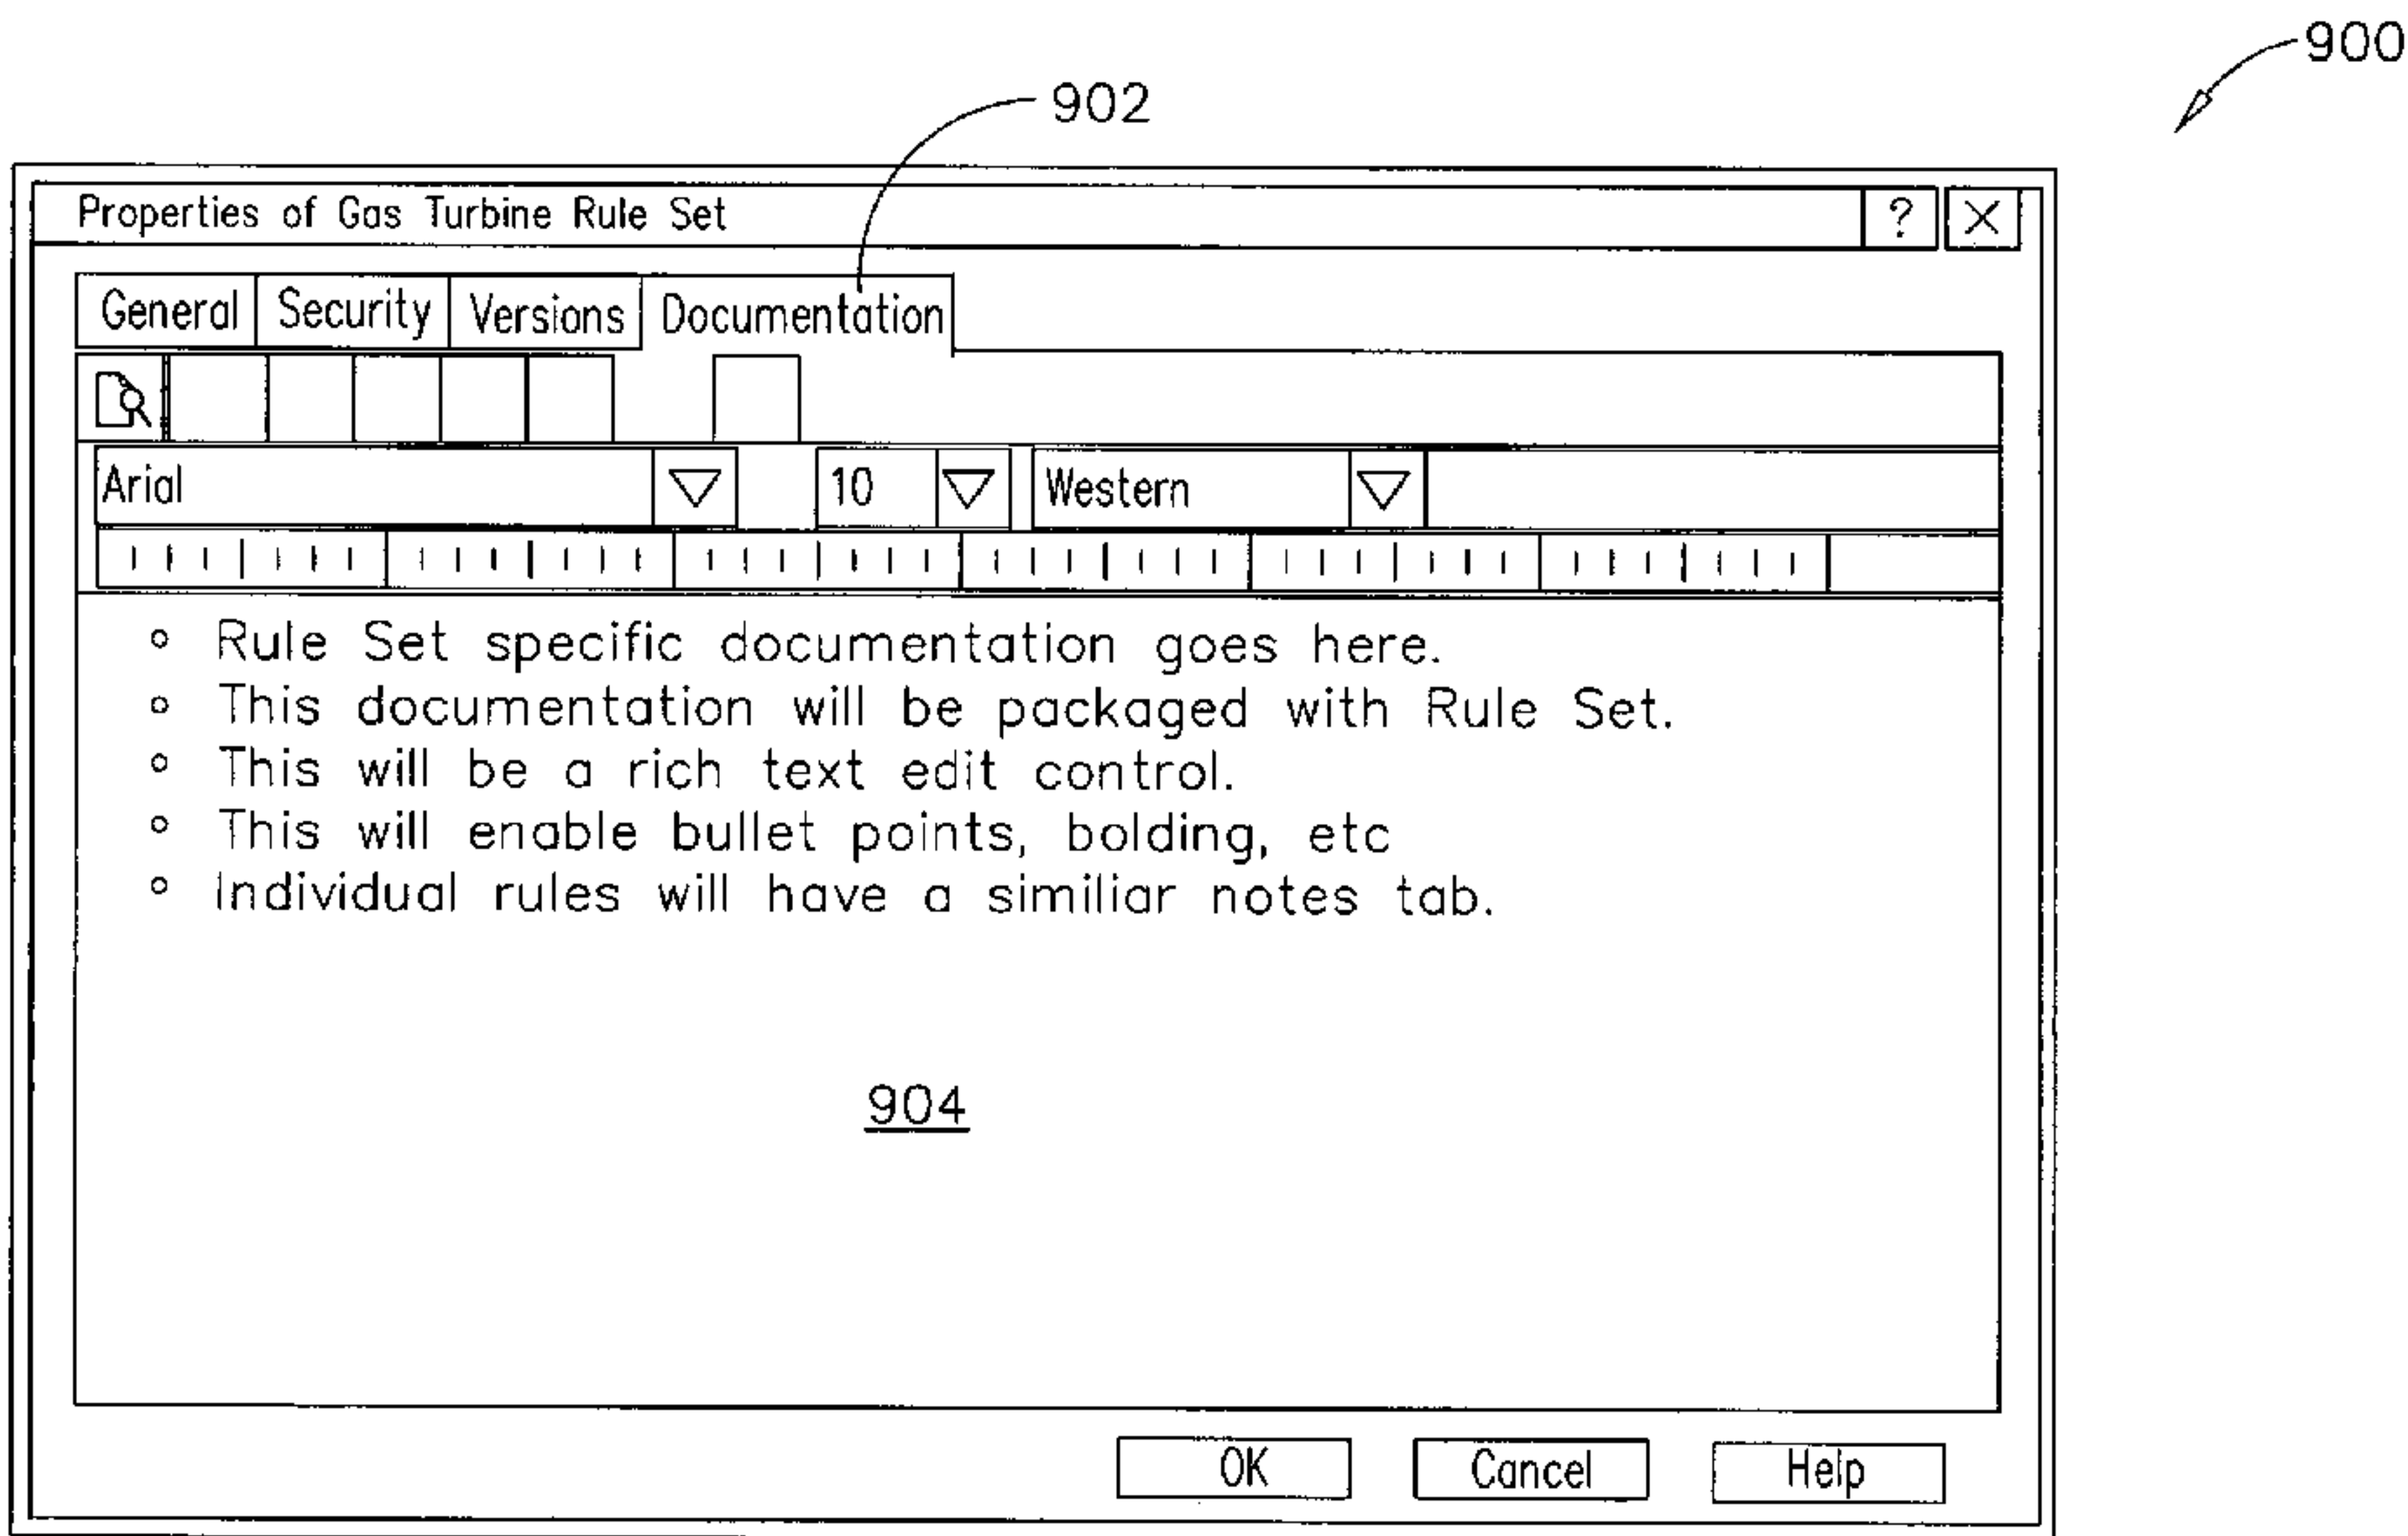 900
902
Properties of Gas Turbine Rule Set ? X
General Security Versions Documentation
Arial 10 Western
Rule Set specific documentation goes here.
This documentation will be packaged with Rule Set.
This will be a rich text edit control.
This will enable bullet points, bolding, etc
Individual rules will have a similiar notes tab.
904
OK Cancel Help